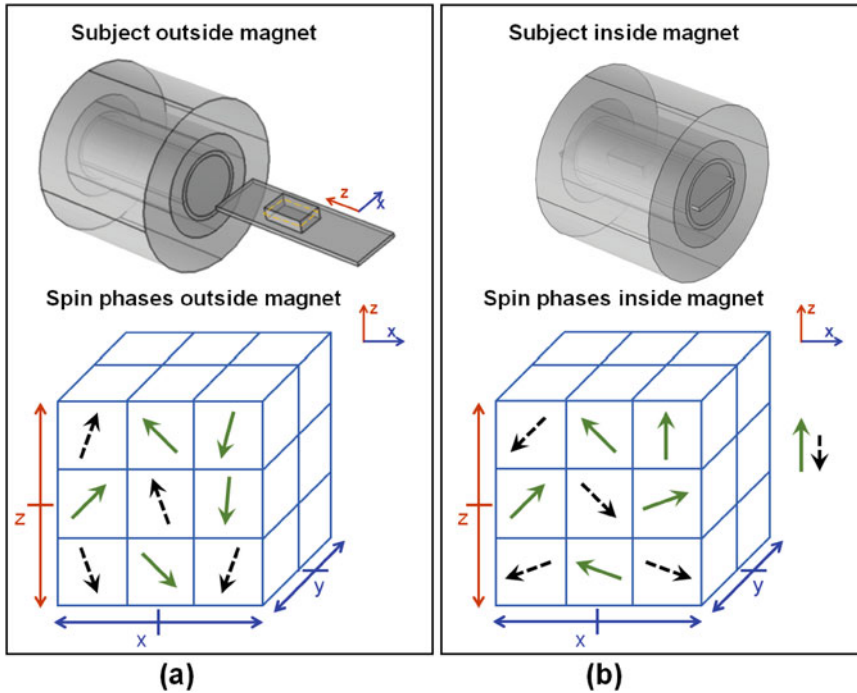 Subject outside magnet
z
x
Spin phases outside magnet
z
x
z
y
x
(a)
Subject inside magnet
Spin phases inside magnet
z
x
z
y
x
(b)